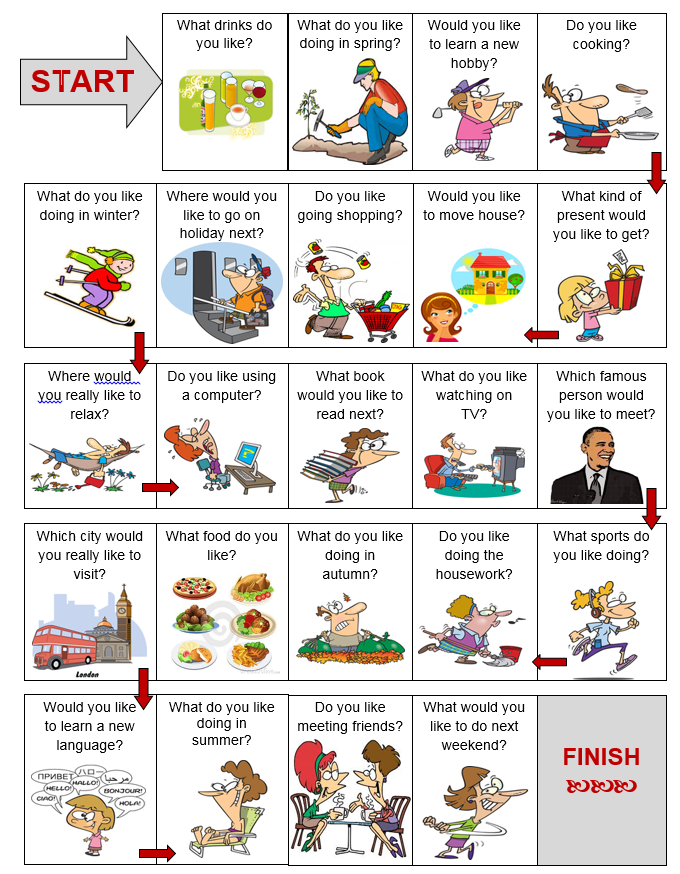 START
What drinks do
you like?
What do you like
doing in spring?
Would you like
to learn a new
hobby?
Do you like
cooking?
What do you like
doing in winter?
Where would you
like to go on
holiday next?
Do you like
going shopping?
Would you like
to move house?
What kind of
present would
you like to get?
Where would
you really like to
relax?
Do you like using
a computer?
What book
would you like to
read next?
What do you like
watching on
TV?
Which famous
person would
you like to meet?
Which city would
you really like to
visit?
London
What food do you
like?
What do you like
doing in
autumn?
Do you like
doing the
housework?
What sports do
you like doing?
Would you like
to learn a new
language?
ПРИВЕТ
ハロー
مرحبا
HELLO!
HALLO!
BONJOUR!
CIAO!
HOLA!
What do you like
doing in
summer?
Do you like
meeting friends?
What would you
like to do next
weekend?
FINISH